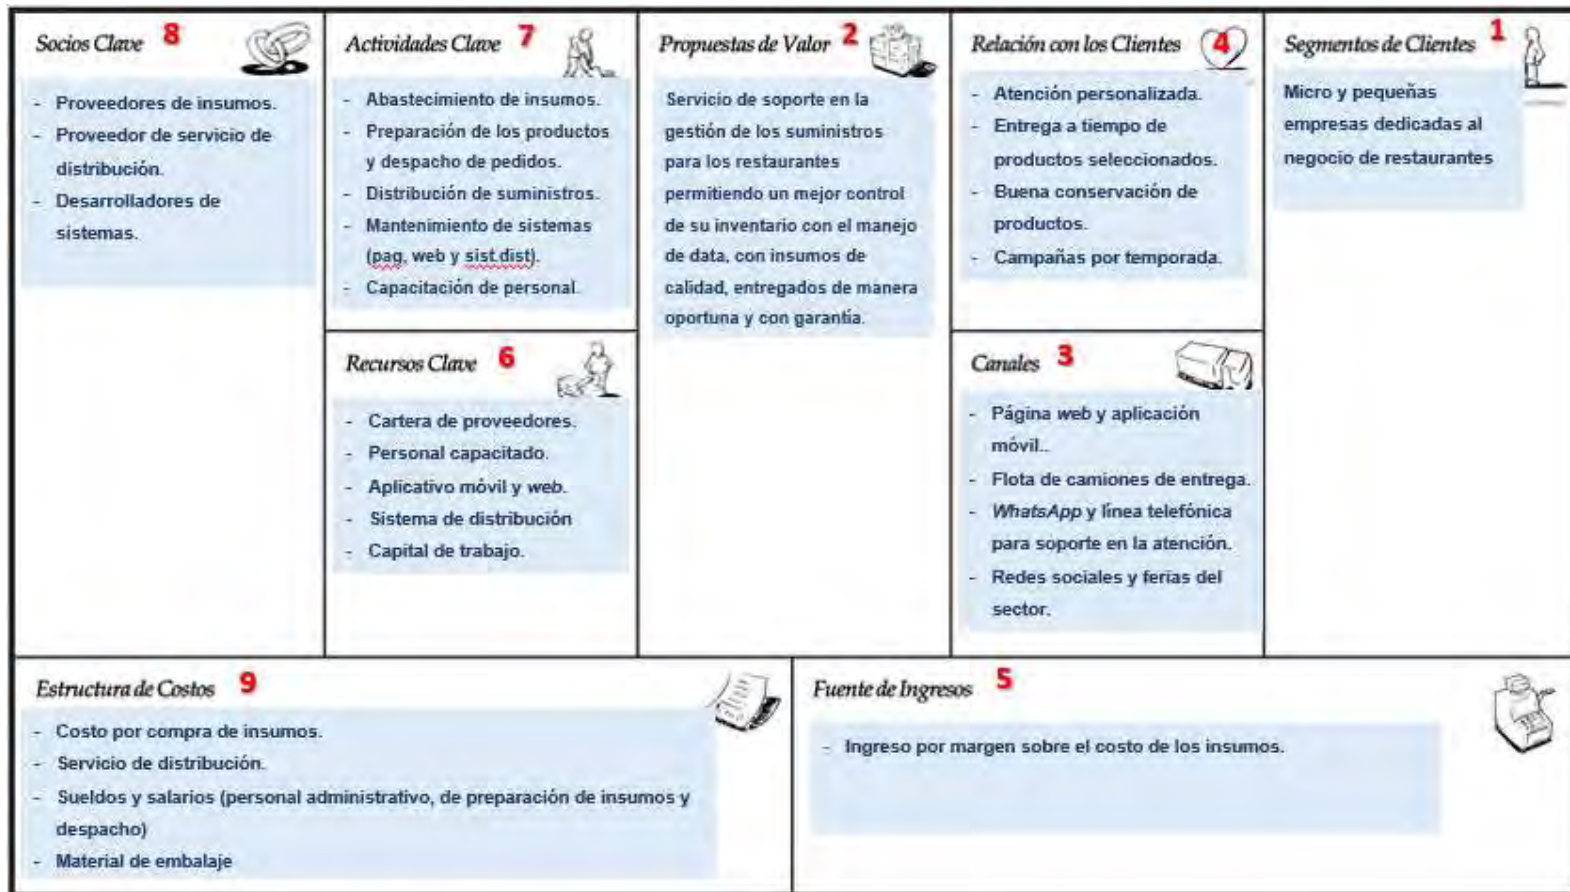 Socios Clave 8
- Proveedores de insumos.
- Proveedor de servicio de
distribución.
- Desarrolladores de
sistemas.
Actividades Clave 7
- Abastecimiento de insumos.
- Preparación de los productos
y despacho de pedidos.
- Distribución de suministros.
- Mantenimiento de sistemas
(pag. web y sist.dist).
- Capacitación de personal.
Recursos Clave 6
- Cartera de proveedores.
- Personal capacitado.
- Aplicativo móvil y web.
- Sistema de distribución
- Capital de trabajo.
Propuestas de Valor 2
Servicio de soporte en la
gestión de los suministros
para los restaurantes
permitiendo un mejor control
de su inventario con el manejo
de data, con insumos de
calidad, entregados de manera
oportuna y con garantía.
Relación con los Clientes 4
- Atención personalizada.
- Entrega a tiempo de
productos seleccionados.
- Buena conservación de
productos.
- Campañas por temporada.
Canales 3
- Página web y aplicación
móvil..
- Flota de camiones de entrega.
- WhatsApp y línea telefónica
para soporte en la atención.
- Redes sociales y ferias del
sector.
Segmentos de Clientes 1
Micro y pequeñas
empresas dedicadas al
negocio de restaurantes
Estructura de Costos 9
- Costo por compra de insumos.
- Servicio de distribución.
- Sueldos y salarios (personal administrativo, de preparación de insumos y
despacho)
- Material de embalaje
Fuente de Ingresos 5
- Ingreso por margen sobre el costo de los insumos.